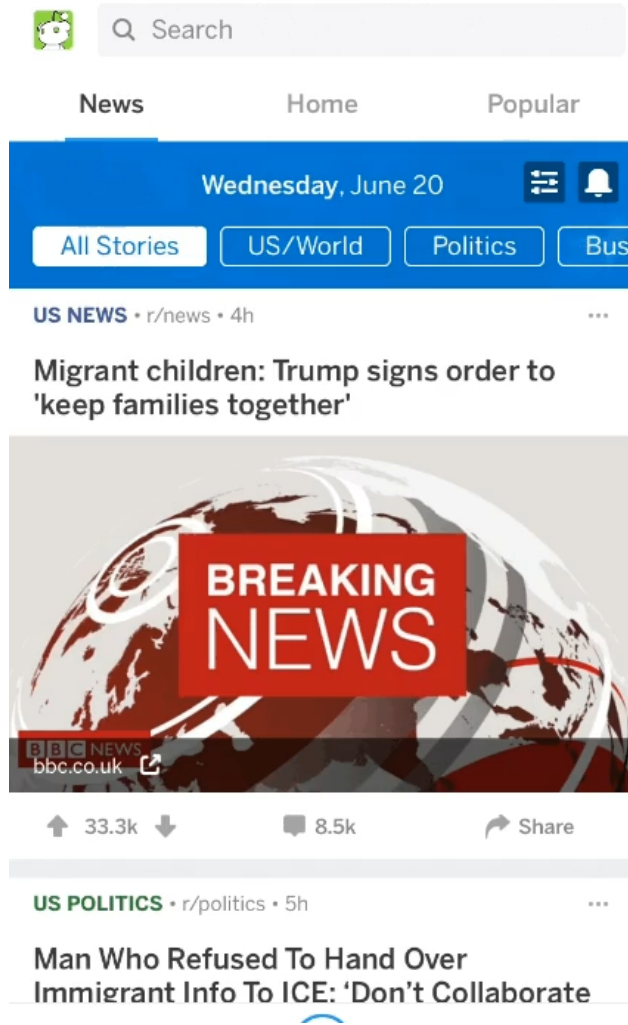 Search
News Home Popular
Wednesday, June 20
All Stories US/World Politics Bus
US NEWS • r/news • 4h
Migrant children: Trump signs order to
'keep families together'
BREAKING
NEWS
BBC NEWS
bbc.co.uk
33.3k 8.5k Share
US POLITICS • r/politics • 5h
Man Who Refused To Hand Over
Immigrant Info To ICE: ‘Don’t Collaborate